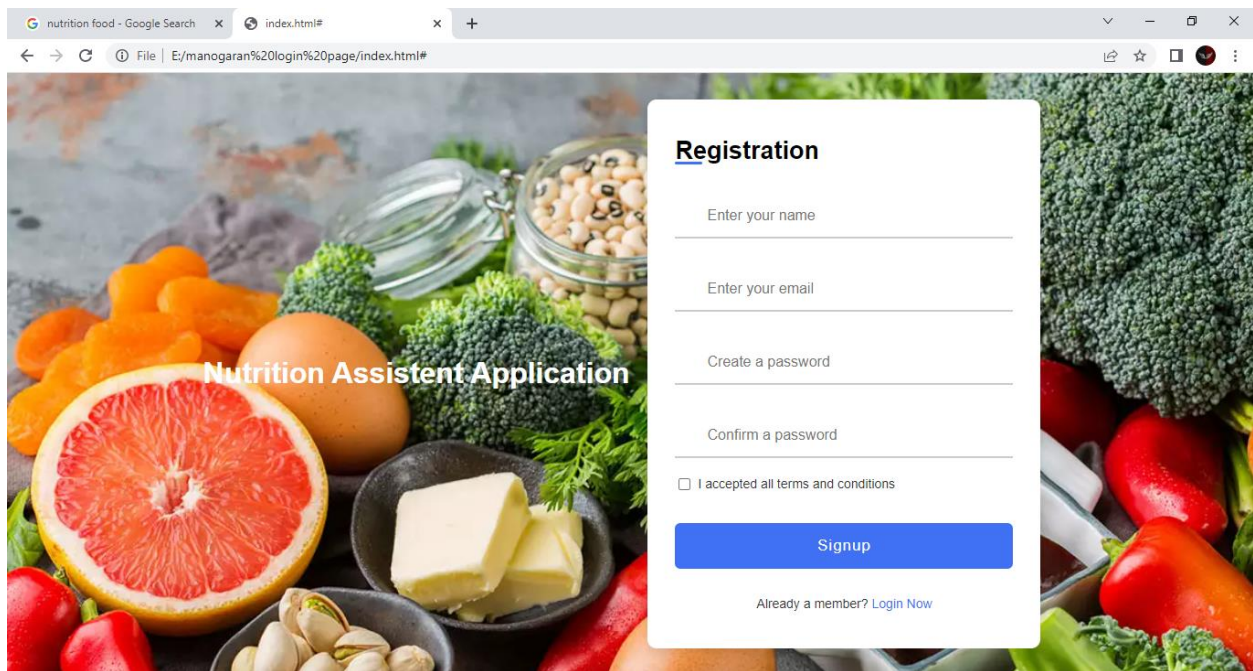 nutrition food - Google Search
index.html#
File | E:/manogaran%20login%20page/index.html#
Nutrition Assistent Application
Registration
Enter your name
Enter your email
Create a password
Confirm a password
I accepted all terms and conditions
Signup
Already a member? Login Now